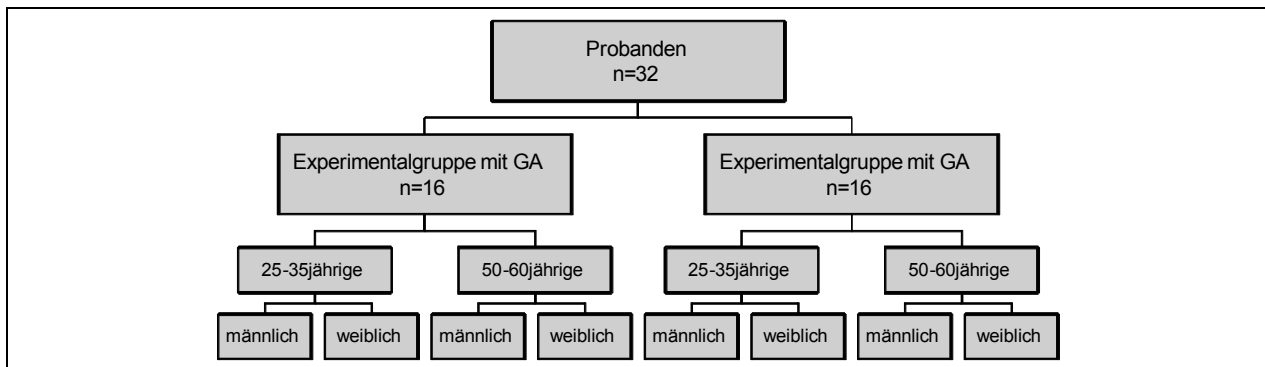 Probanden
n=32
Experimentalgruppe mit GA
n=16
Experimentalgruppe mit GA
n=16
25-35jährige
50-60jährige
25-35jährige
50-60jährige
männlich
weiblich
männlich
weiblich
männlich
weiblich
männlich
weiblich